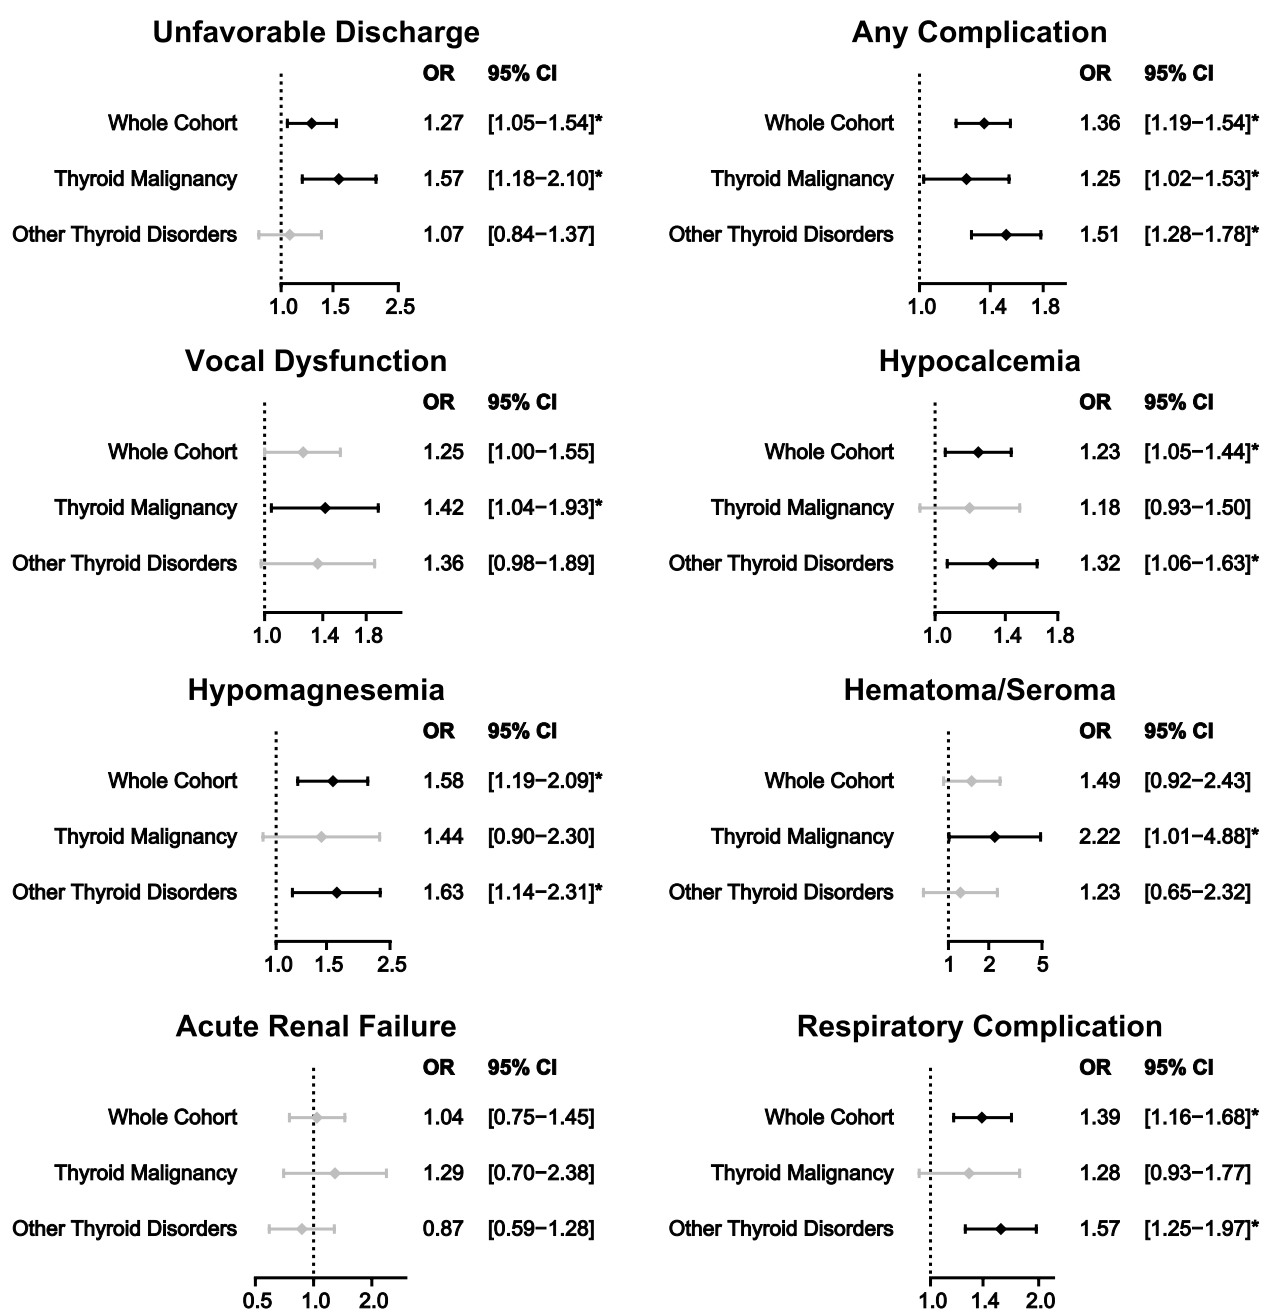 Unfavorable Discharge
OR 95% CI
Whole Cohort 1.27 [1.05−1.54]*
Thyroid Malignancy 1.57 [1.18−2.10]*
Other Thyroid Disorders 1.07 [0.84−1.37]
1.0 1.5 2.5
Any Complication
OR 95% CI
Whole Cohort 1.36 [1.19−1.54]*
Thyroid Malignancy 1.25 [1.02−1.53]*
Other Thyroid Disorders 1.51 [1.28−1.78]*
1.0 1.4 1.8
Vocal Dysfunction
OR 95% CI
Whole Cohort 1.25 [1.00−1.55]
Thyroid Malignancy 1.42 [1.04−1.93]*
Other Thyroid Disorders 1.36 [0.98−1.89]
1.0 1.4 1.8
Hypocalcemia
OR 95% CI
Whole Cohort 1.23 [1.05−1.44]*
Thyroid Malignancy 1.18 [0.93−1.50]
Other Thyroid Disorders 1.32 [1.06−1.63]*
1.0 1.4 1.8
Hypomagnesemia
OR 95% CI
Whole Cohort 1.58 [1.19−2.09]*
Thyroid Malignancy 1.44 [0.90−2.30]
Other Thyroid Disorders 1.63 [1.14−2.31]*
1.0 1.5 2.5
Hematoma/Seroma
OR 95% CI
Whole Cohort 1.49 [0.92−2.43]
Thyroid Malignancy 2.22 [1.01−4.88]*
Other Thyroid Disorders 1.23 [0.65−2.32]
1 2 5
Acute Renal Failure
OR 95% CI
Whole Cohort 1.04 [0.75−1.45]
Thyroid Malignancy 1.29 [0.70−2.38]
Other Thyroid Disorders 0.87 [0.59−1.28]
0.5 1.0 2.0
Respiratory Complication
OR 95% CI
Whole Cohort 1.39 [1.16−1.68]*
Thyroid Malignancy 1.28 [0.93−1.77]
Other Thyroid Disorders 1.57 [1.25−1.97]*
1.0 1.4 2.0